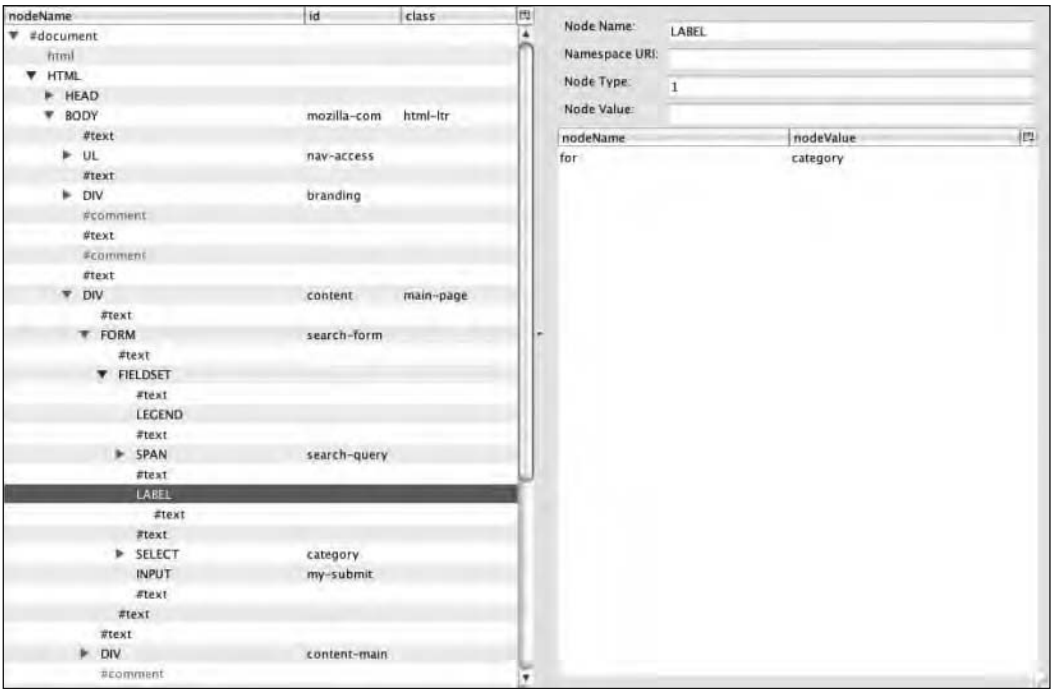 nodeName id class
#document
html
HTML
HEAD
BODY mozilla-com html-ltr
#text
UL nav-access
#text
DIV branding
#comment
#text
#comment
#text
DIV content main-page
#text
FORM search-form
#text
FIELDSET
#text
LEGEND
#text
SPAN search-query
#text
LABEL
#text
#text
SELECT category
INPUT my-submit
#text
#text
#text
DIV content-main
#comment
Node Name: LABEL
Namespace URI:
Node Type: 1
Node Value:
nodeName nodeValue
for category